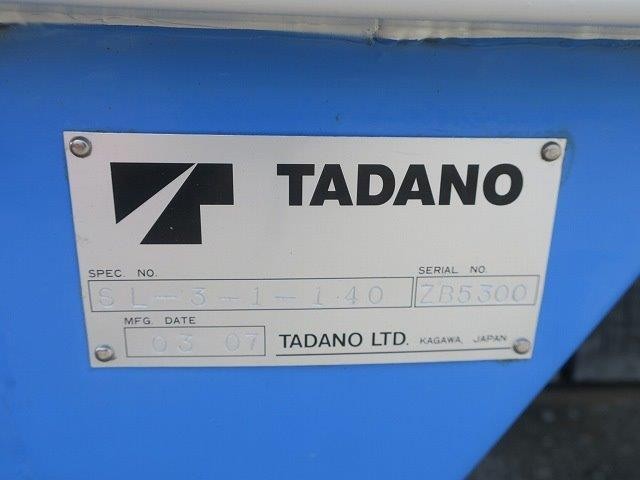 TADANO
SPEC. NO. SERIAL NO.
SL-3-1-140 ZB5300
MFG. DATE
03 07 TADANO LTD. KAGAWA, JAPAN